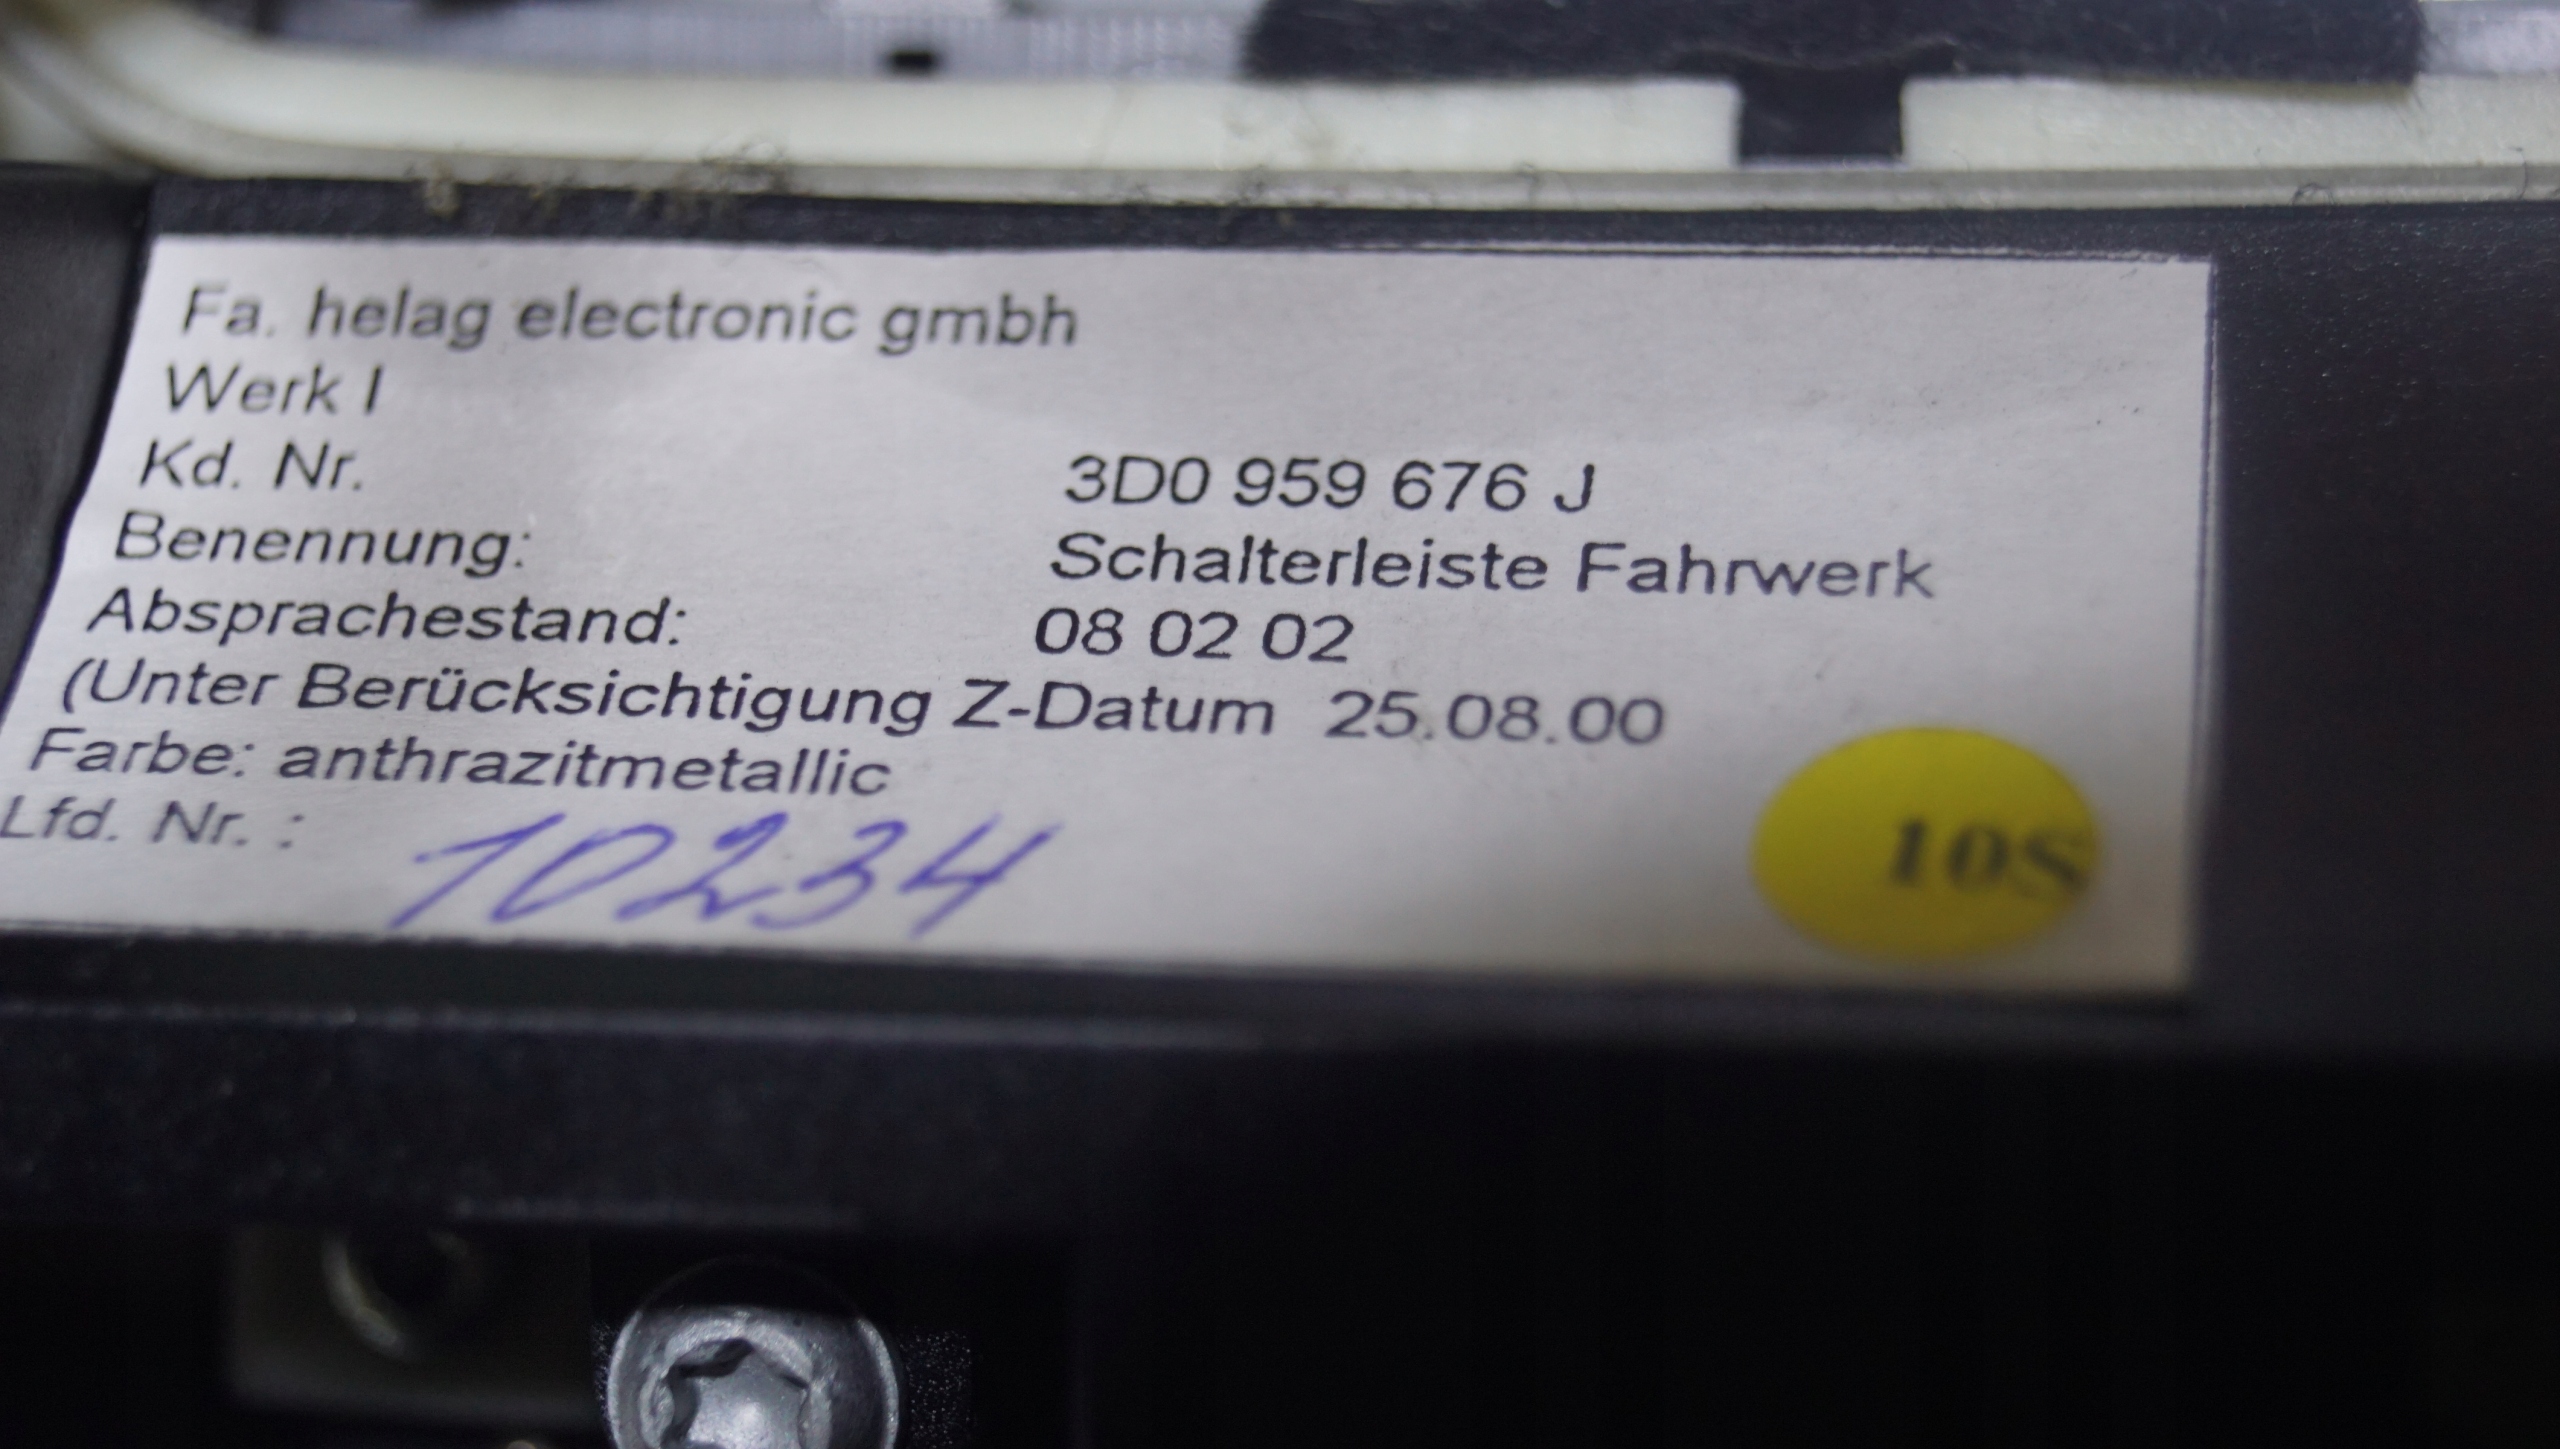 Fa. helag electronic gmbh
Werk I
Kd. Nr. 3D0 959 676 J
Benennung: Schalterleiste Fahrwerk
Absprachestand: 08 02 02
(Unter Berücksichtigung Z-Datum 25.08.00
Farbe: anthrazitmetallic
Lfd. Nr. : 10234
10S